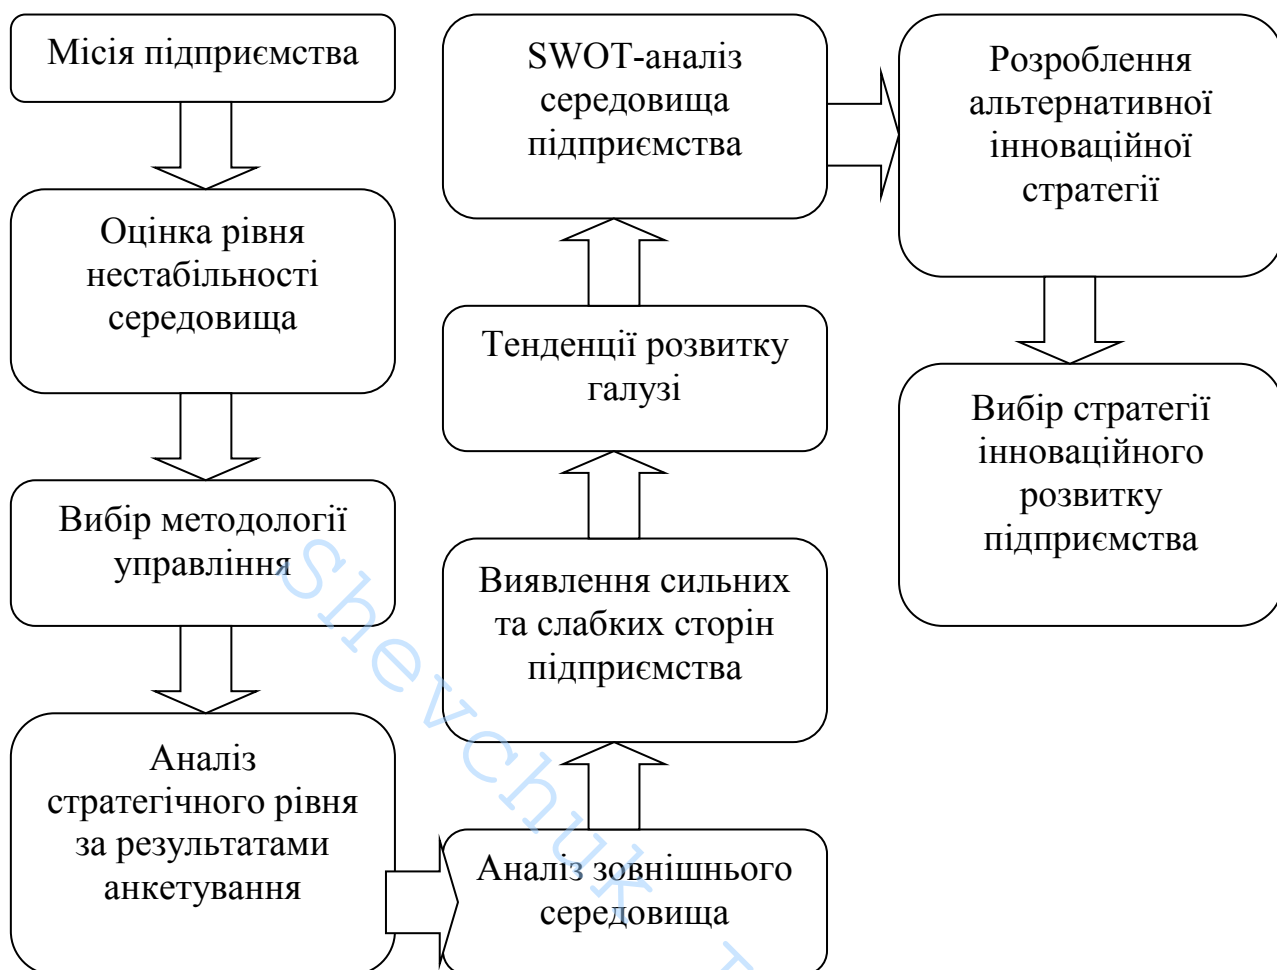 Місія підприємства
Оцінка рівня
нестабільності
середовища
Вибір методології
управління
Аналіз
стратегічного рівня
за результатами
анкетування
Аналіз зовнішнього
середовища
Виявлення сильних
та слабких сторін
підприємства
Тенденції розвитку
галузі
SWOT-аналіз
середовища
підприємства
Розроблення
альтернативної
інноваційної
стратегії
Вибір стратегії
інноваційного
розвитку
підприємства
Shevchuk